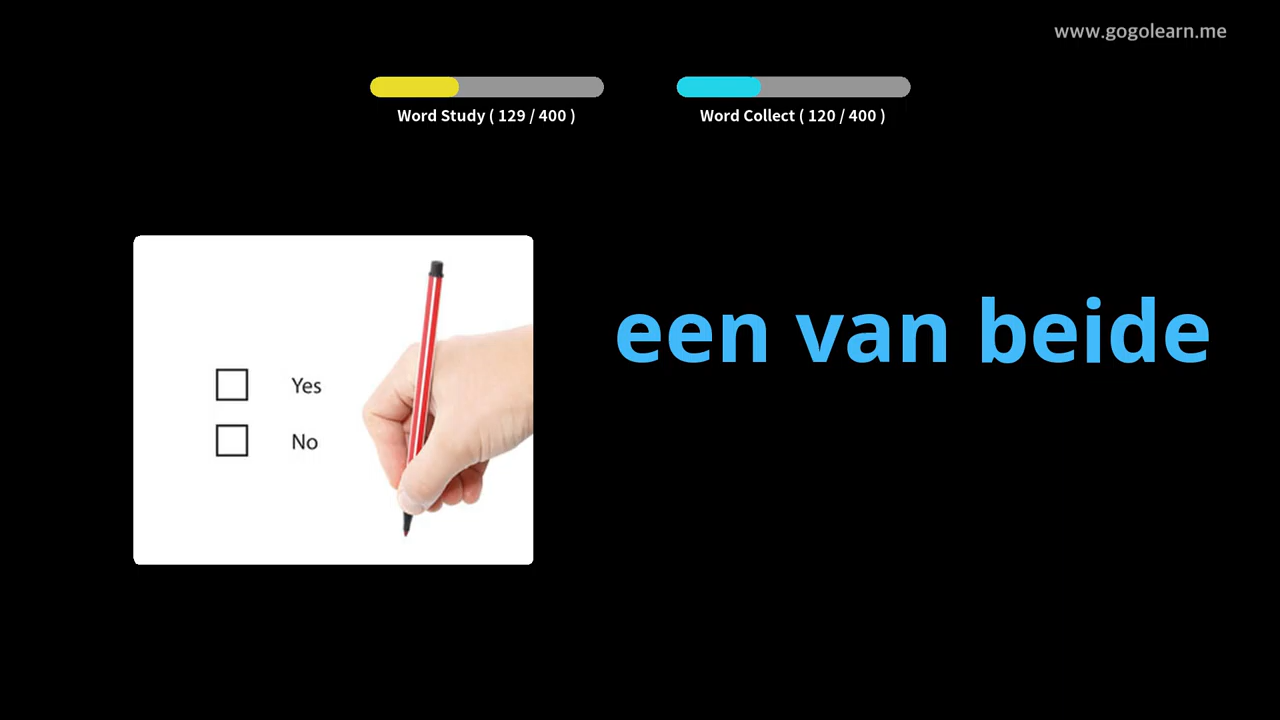 www.gogolearn.me
Word Study ( 129 / 400 )
Word Collect ( 120 / 400 )
een van beide
Yes
No